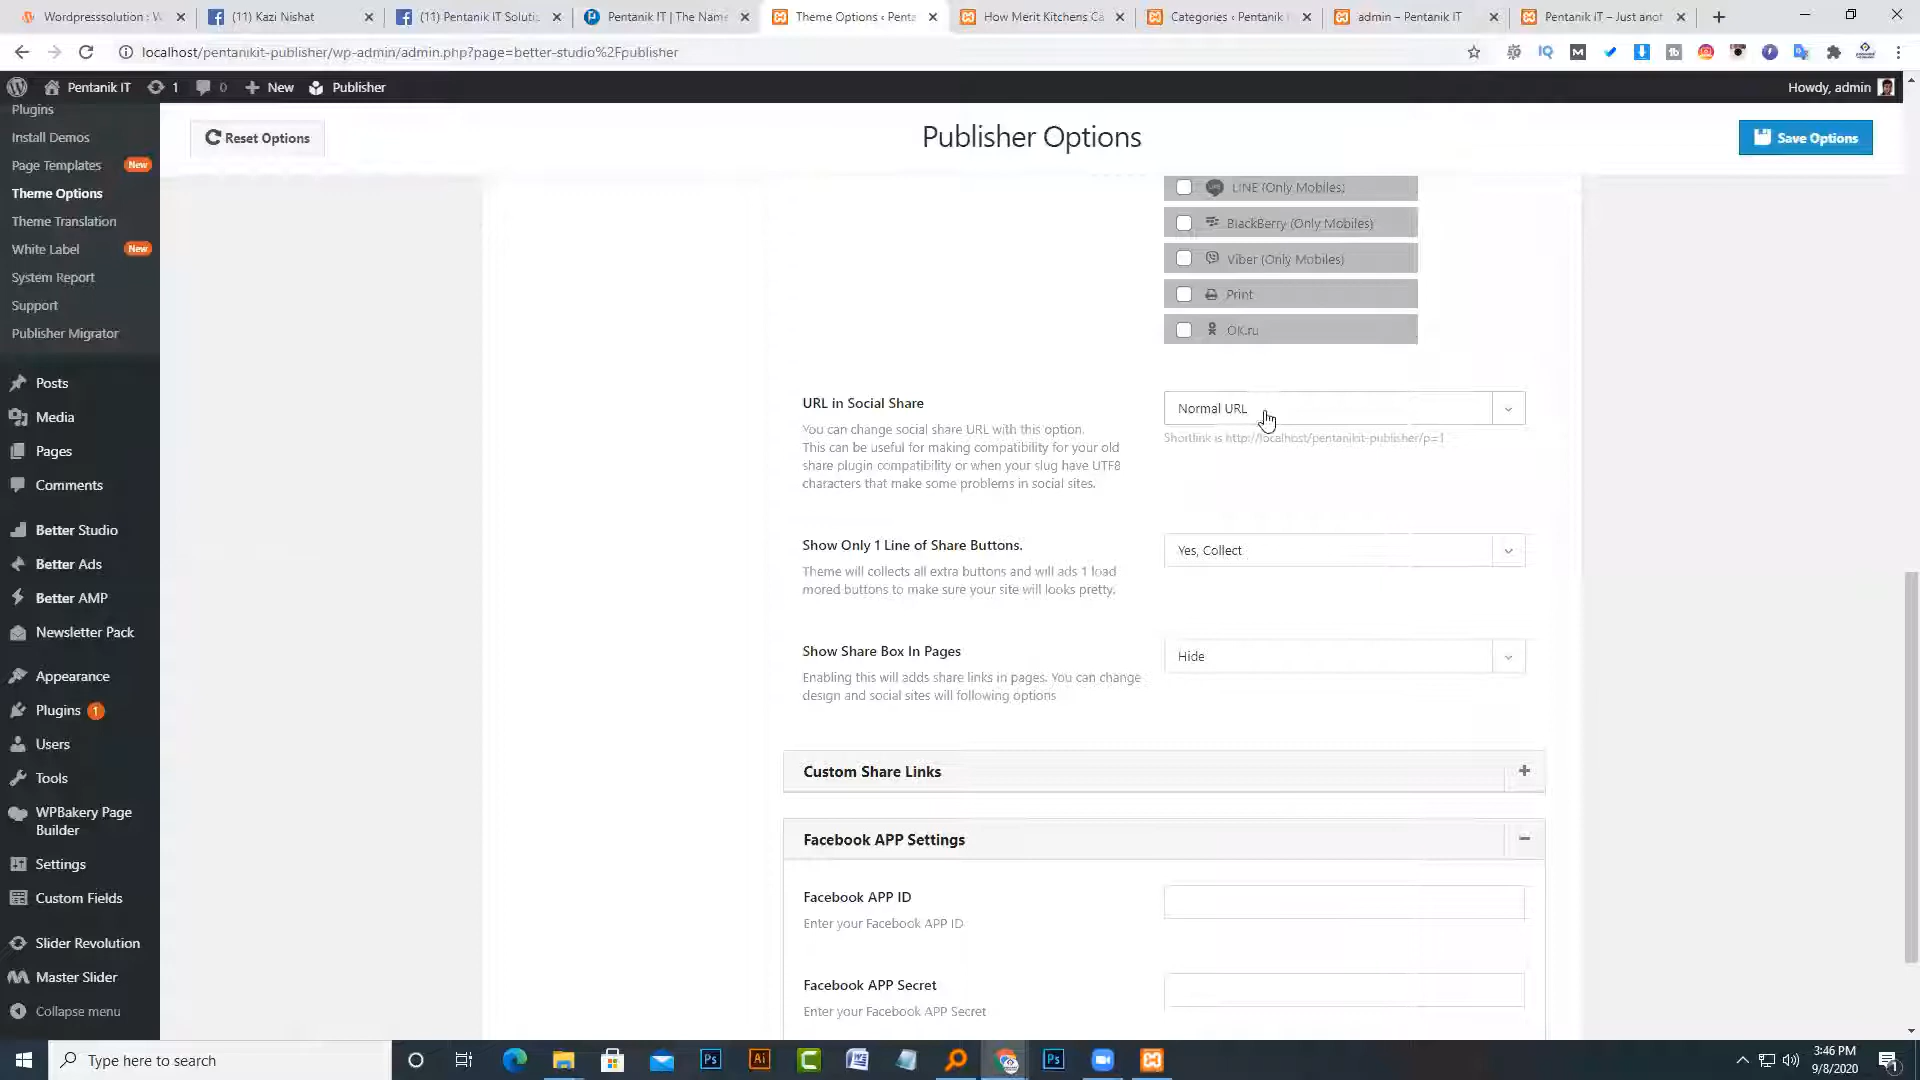 Wordpresssolution : W
(11) Kazi Nishat
(11) Pentanik IT Soluti
Pentanik IT | The Name
Theme Options ‹ Penta
How Merit Kitchens Ca
Categories ‹ Pentanik
admin – Pentanik IT
Pentanik IT – Just anot
localhost/pentanikit-publisher/wp-admin/admin.php?page=better-studio%2Fpublisher
Pentanik IT
1
0
New
Publisher
Howdy, admin
Plugins
Install Demos
Page Templates New
Theme Options
Theme Translation
White Label New
System Report
Support
Publisher Migrator
Posts
Media
Pages
Comments
Better Studio
Better Ads
Better AMP
Newsletter Pack
Appearance
Plugins 1
Users
Tools
WPBakery Page
Builder
Settings
Custom Fields
Slider Revolution
Master Slider
Collapse menu
Reset Options
Publisher Options
Save Options
LINE (Only Mobiles)
BlackBerry (Only Mobiles)
Viber (Only Mobiles)
Print
OK.ru
URL in Social Share
You can change social share URL with this option.
This can be useful for making compatibility for your old
share plugin compatibility or when your slug have UTF8
characters that make some problems in social sites.
Normal URL
Shortlink is http://localhost/pentanikit-publisher/p=1
Show Only 1 Line of Share Buttons.
Theme will collects all extra buttons and will ads 1 load
mored buttons to make sure your site will looks pretty.
Yes, Collect
Show Share Box In Pages
Enabling this will adds share links in pages. You can change
design and social sites will following options
Hide
Custom Share Links
Facebook APP Settings
Facebook APP ID
Enter your Facebook APP ID
Facebook APP Secret
Enter your Facebook APP Secret
Type here to search
3:46 PM
9/8/2020